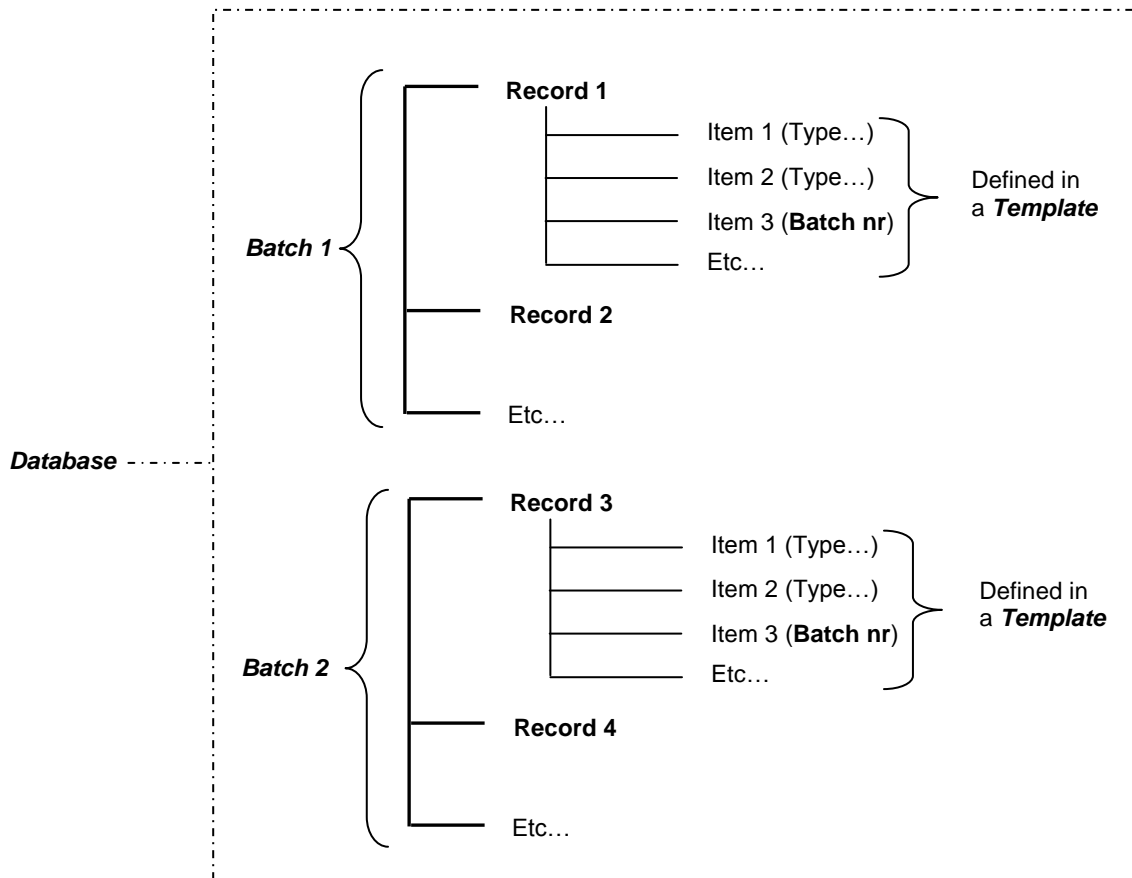 Record 1
Item 1 (Type…)
Item 2 (Type…)
Item 3 (Batch nr)
Etc…
Defined in
a Template
Batch 1
Record 2
Etc…
Database
Record 3
Item 1 (Type…)
Item 2 (Type…)
Item 3 (Batch nr)
Etc…
Defined in
a Template
Batch 2
Record 4
Etc…